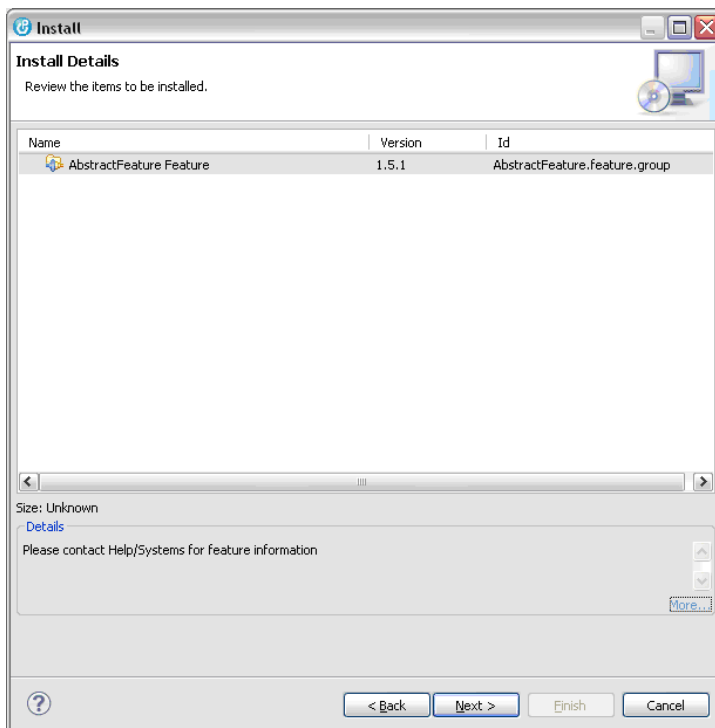 Install
Install Details
Review the items to be installed.
Name Version Id
AbstractFeature Feature 1.5.1 AbstractFeature.feature.group
Size: Unknown
Details
Please contact Help/Systems for feature information
More...
? < Back Next > Finish Cancel